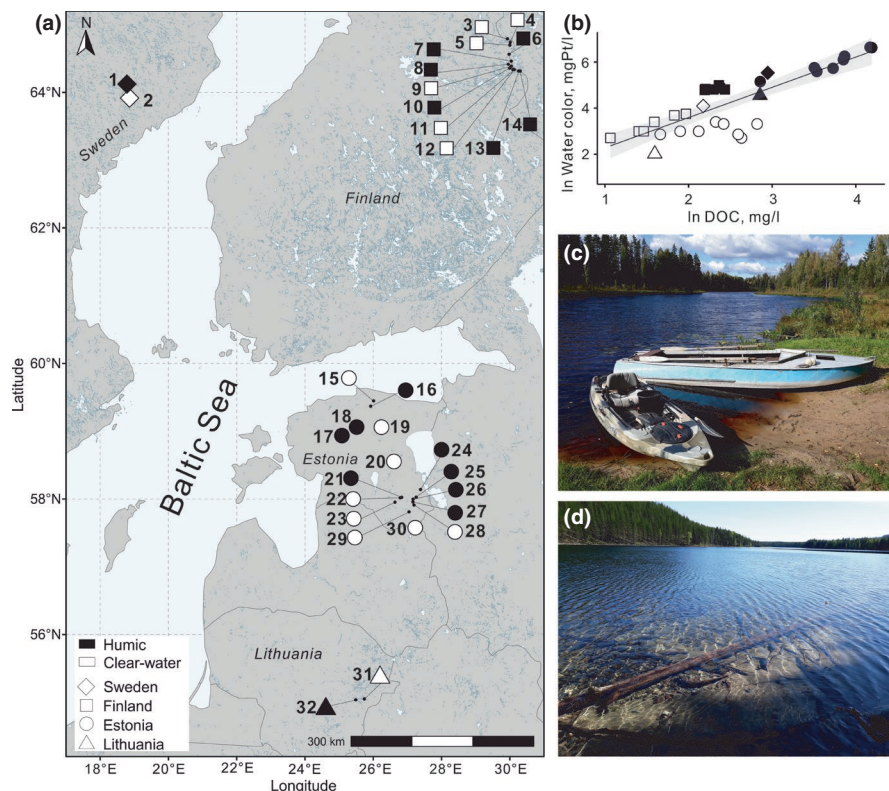 (a)
N
1
2
3
4
5
6
7
8
9
10
11
12
13
14
Sweden
Finland
64°N
62°N
60°N
58°N
56°N
Latitude
Baltic Sea
15
16
17
18
19
20
Estonia
21
22
23
29
24
25
26
27
28
30
Lithuania
31
32
Humic
Clear-water
Sweden
Finland
Estonia
Lithuania
300 km
18°E 20°E 22°E 24°E 26°E 28°E 30°E
Longitude
(b)
ln Water color, mgPt/l
8
6
4
2
1 2 3 4
ln DOC, mg/l
(c)
(d)